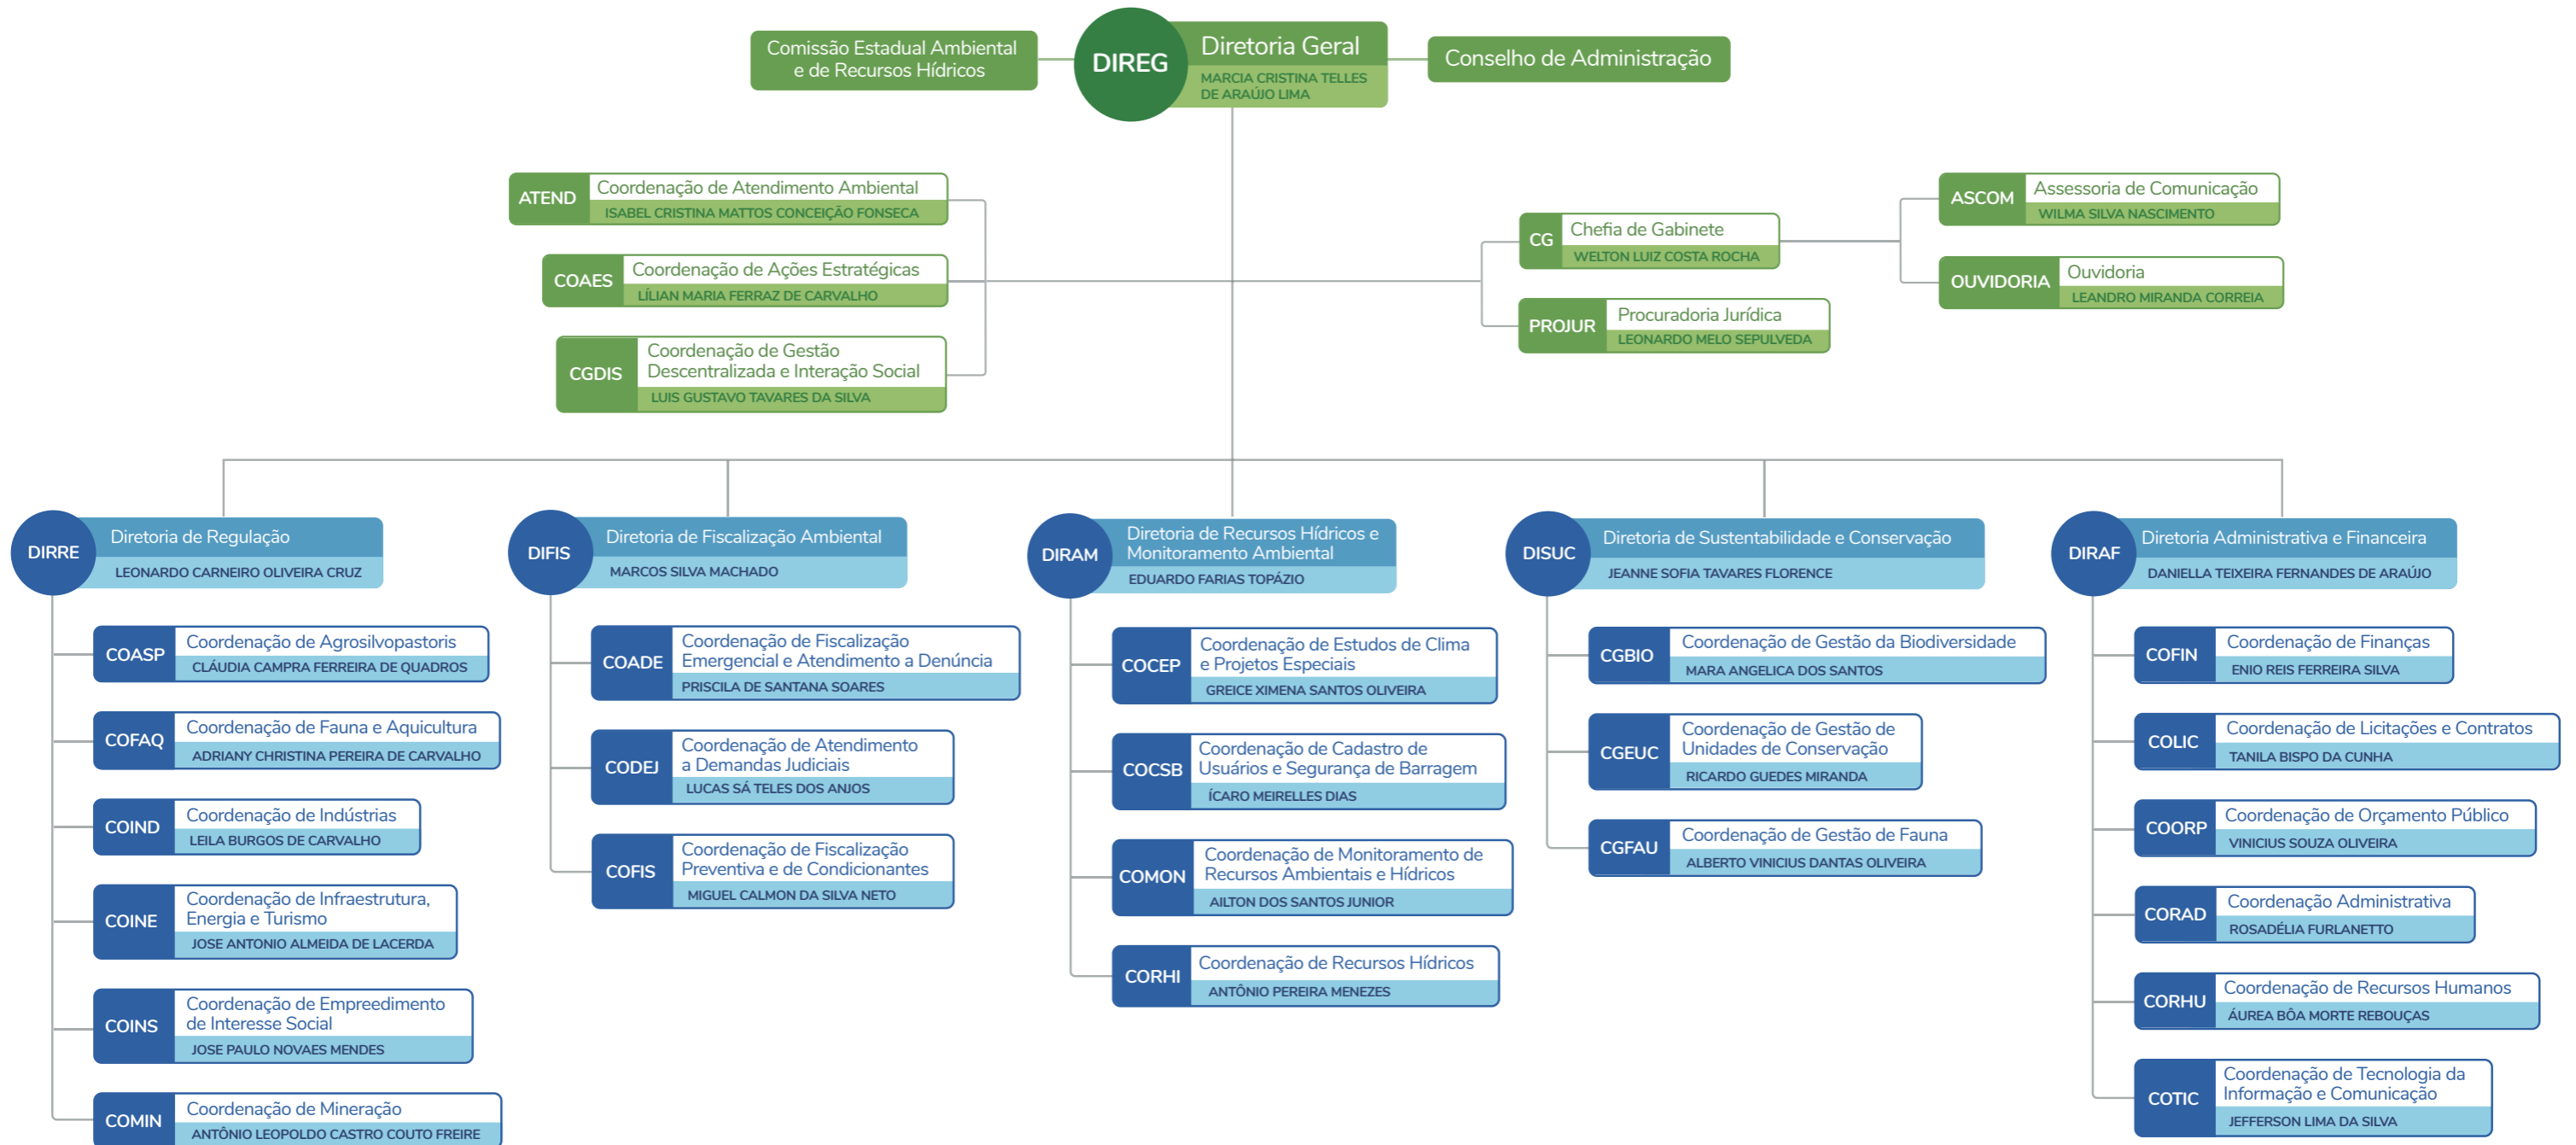 Comissão Estadual Ambiental
e de Recursos Hídricos
DIREG
Diretoria Geral
MARCIA CRISTINA TELLES
DE ARAÚJO LIMA
Conselho de Administração
ATEND
Coordenação de Atendimento Ambiental
ISABEL CRISTINA MATTOS CONCEIÇÃO FONSECA
COAES
Coordenação de Ações Estratégicas
LÍLIAN MARIA FERRAZ DE CARVALHO
CGDIS
Coordenação de Gestão
Descentralizada e Interação Social
LUIS GUSTAVO TAVARES DA SILVA
CG
Chefia de Gabinete
WELTON LUIZ COSTA ROCHA
PROJUR
Procuradoria Jurídica
LEONARDO MELO SEPULVEDA
ASCOM
Assessoria de Comunicação
WILMA SILVA NASCIMENTO
OUVIDORIA
Ouvidoria
LEANDRO MIRANDA CORREIA
DIRRE
Diretoria de Regulação
LEONARDO CARNEIRO OLIVEIRA CRUZ
COASP
Coordenação de Agrosilvopastoris
CLÁUDIA CAMPRA FERREIRA DE QUADROS
COFAQ
Coordenação de Fauna e Aquicultura
ADRIANY CHRISTINA PEREIRA DE CARVALHO
COIND
Coordenação de Indústrias
LEILA BURGOS DE CARVALHO
COINE
Coordenação de Infraestrutura,
Energia e Turismo
JOSE ANTONIO ALMEIDA DE LACERDA
COINS
Coordenação de Empreedimento
de Interesse Social
JOSE PAULO NOVAES MENDES
COMIN
Coordenação de Mineração
ANTÔNIO LEOPOLDO CASTRO COUTO FREIRE
DIFIS
Diretoria de Fiscalização Ambiental
MARCOS SILVA MACHADO
COADE
Coordenação de Fiscalização
Emergencial e Atendimento a Denúncia
PRISCILA DE SANTANA SOARES
CODEJ
Coordenação de Atendimento
a Demandas Judiciais
LUCAS SÁ TELES DOS ANJOS
COFIS
Coordenação de Fiscalização
Preventiva e de Condicionantes
MIGUEL CALMON DA SILVA NETO
DIRAM
Diretoria de Recursos Hídricos e
Monitoramento Ambiental
EDUARDO FARIAS TOPÁZIO
COCEP
Coordenação de Estudos de Clima
e Projetos Especiais
GREICE XIMENA SANTOS OLIVEIRA
COCSB
Coordenação de Cadastro de
Usuários e Segurança de Barragem
ÍCARO MEIRELLES DIAS
COMON
Coordenação de Monitoramento de
Recursos Ambientais e Hídricos
AILTON DOS SANTOS JUNIOR
CORHI
Coordenação de Recursos Hídricos
ANTÔNIO PEREIRA MENEZES
DISUC
Diretoria de Sustentabilidade e Conservação
JEANNE SOFIA TAVARES FLORENCE
CGBIO
Coordenação de Gestão da Biodiversidade
MARA ANGELICA DOS SANTOS
CGEUC
Coordenação de Gestão de
Unidades de Conservação
RICARDO GUEDES MIRANDA
CGFAU
Coordenação de Gestão de Fauna
ALBERTO VINICIUS DANTAS OLIVEIRA
DIRAF
Diretoria Administrativa e Financeira
DANIELLA TEIXEIRA FERNANDES DE ARAÚJO
COFIN
Coordenação de Finanças
ENIO REIS FERREIRA SILVA
COLIC
Coordenação de Licitações e Contratos
TANILA BISPO DA CUNHA
COORP
Coordenação de Orçamento Público
VINICIUS SOUZA OLIVEIRA
CORAD
Coordenação Administrativa
ROSADÉLIA FURLANETTO
CORHU
Coordenação de Recursos Humanos
ÁUREA BÔA MORTE REBOUÇAS
COTIC
Coordenação de Tecnologia da
Informação e Comunicação
JEFFERSON LIMA DA SILVA